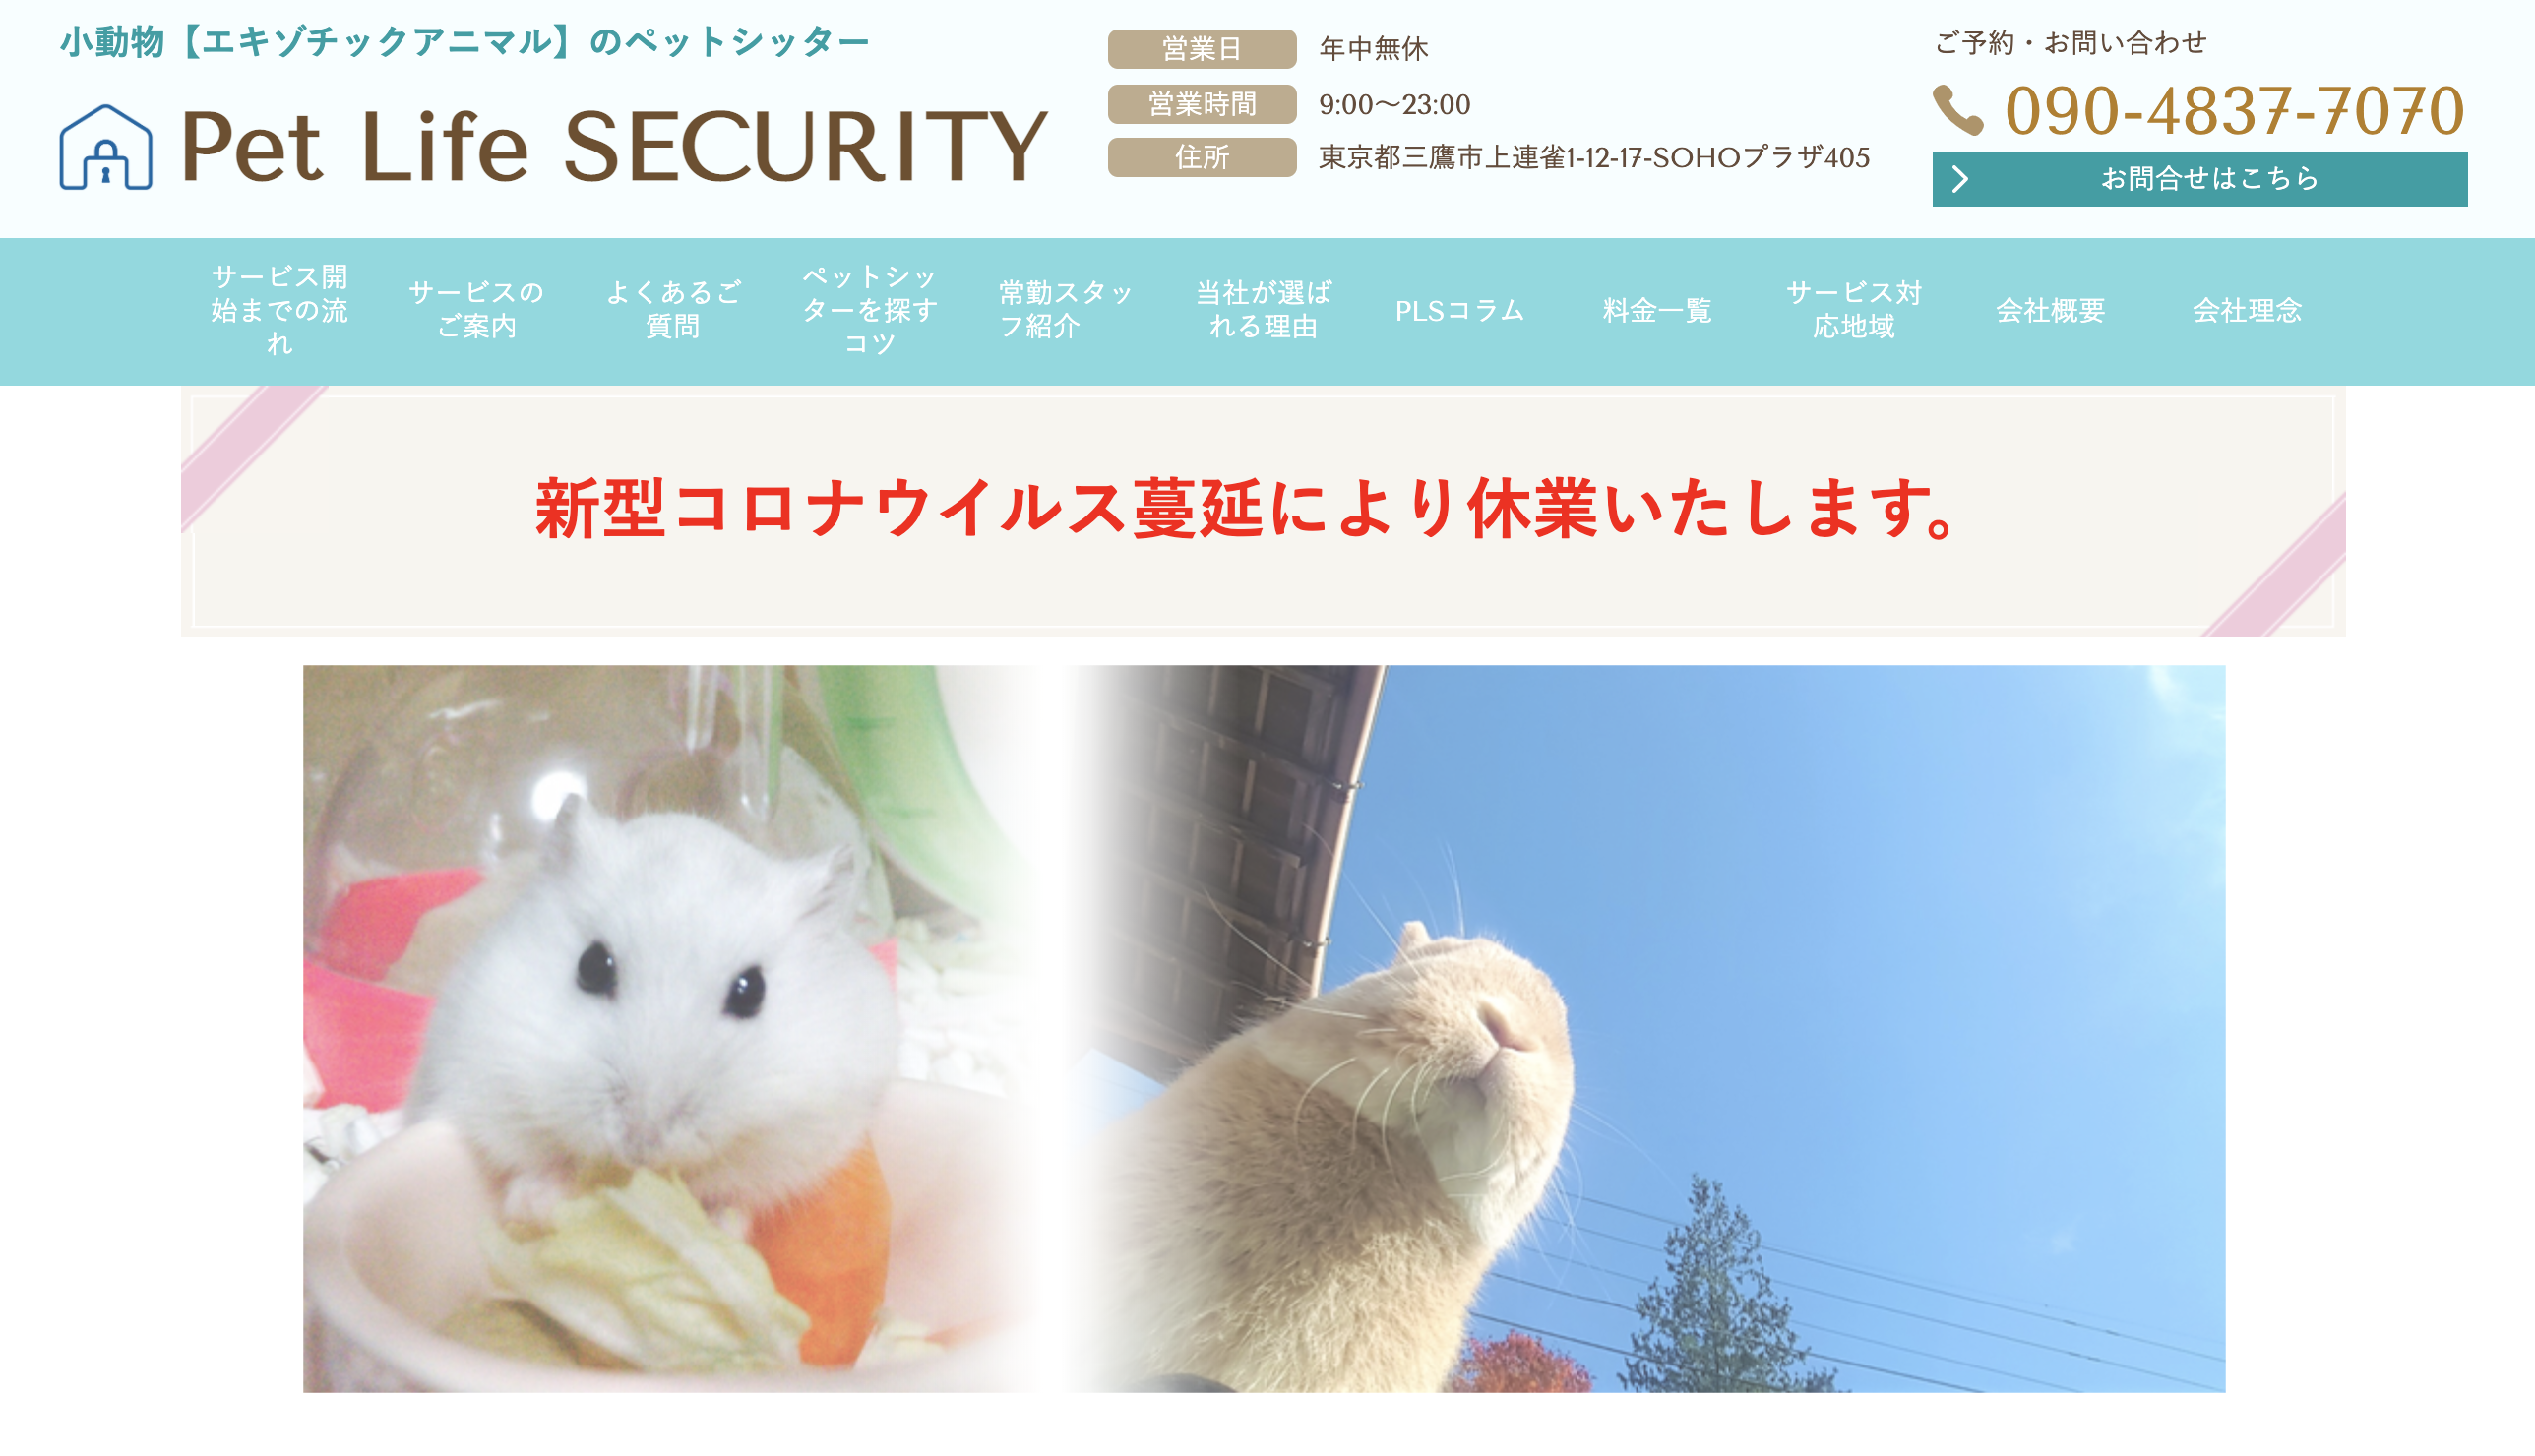 小動物【エキゾチックアニマル】のペットシッター
Pet Life SECURITY
営業日 年中無休
営業時間 9:00〜23:00
住所 東京都三鷹市上連雀1-12-17-SOHOプラザ405
ご予約・お問い合わせ
090-4837-7070
お問合せはこちら
サービス開
始までの流
れ
サービスの
ご案内
よくあるご
質問
ペットシッ
ターを探す
コツ
常勤スタッ
フ紹介
当社が選ば
れる理由
PLSコラム
料金一覧
サービス対
応地域
会社概要
会社理念
新型コロナウイルス蔓延により休業いたします。